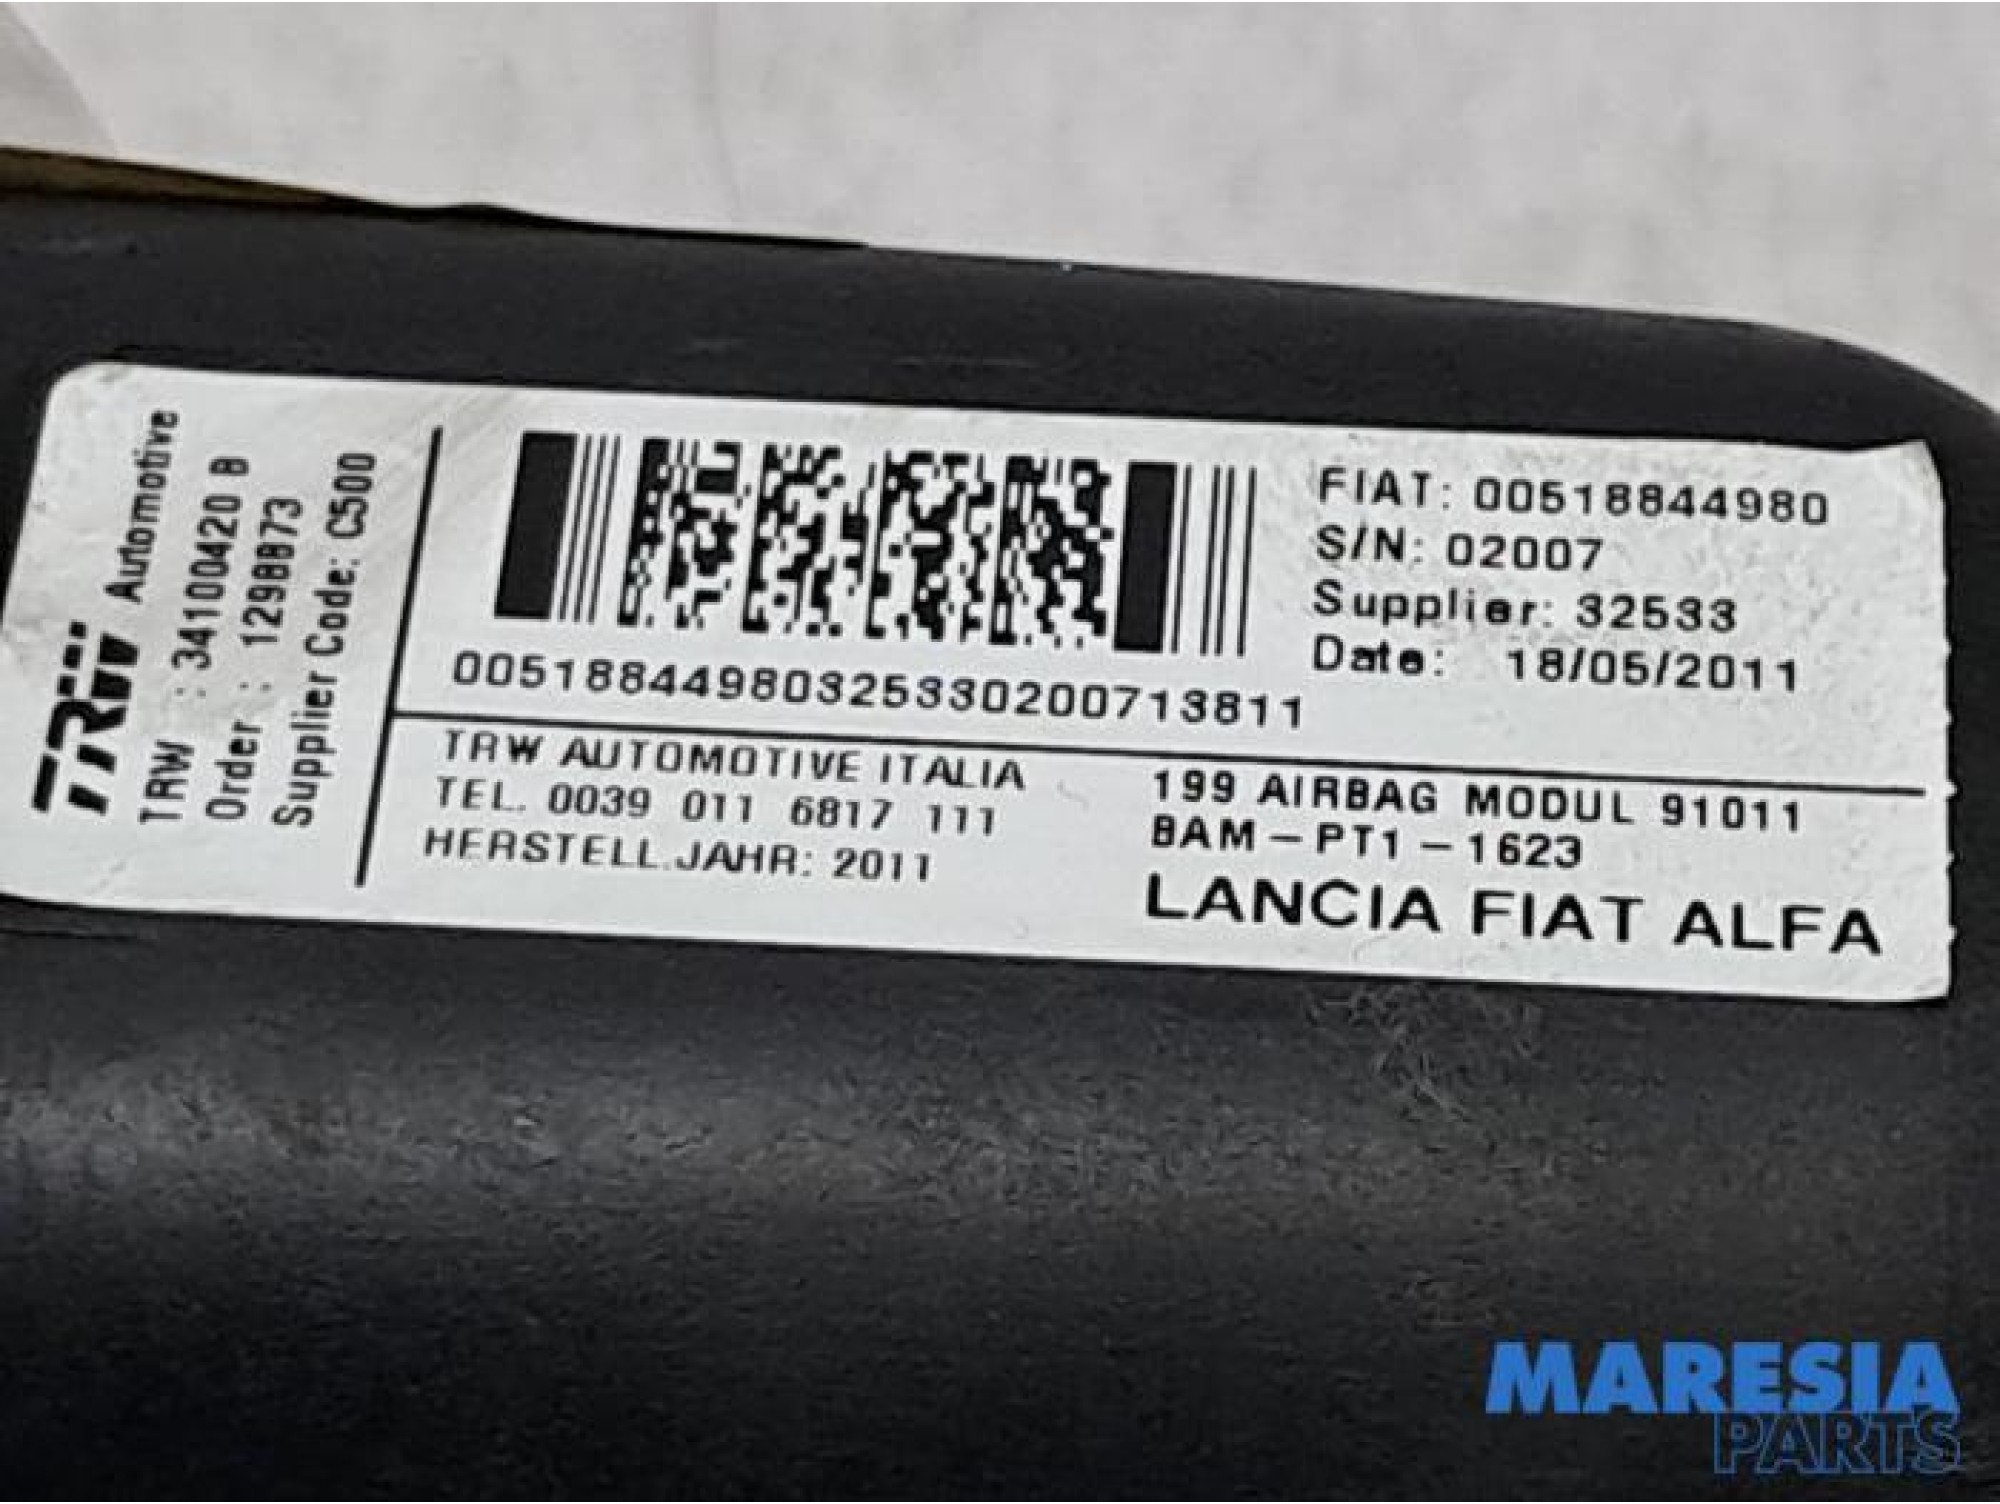 TRW Automotive
TRW : 34100420 B
Order : 1298873
Supplier Code: C500
FIAT: 00518844980
S/N: 02007
Supplier: 32533
Date: 18/05/2011
00518844980325330200713811
TRW AUTOMOTIVE ITALIA
TEL. 0039 011 6817 111
HERSTELL.JAHR: 2011
199 AIRBAG MODUL 91011
BAM-PT1-1623
LANCIA FIAT ALFA
MARESIA
PARTS